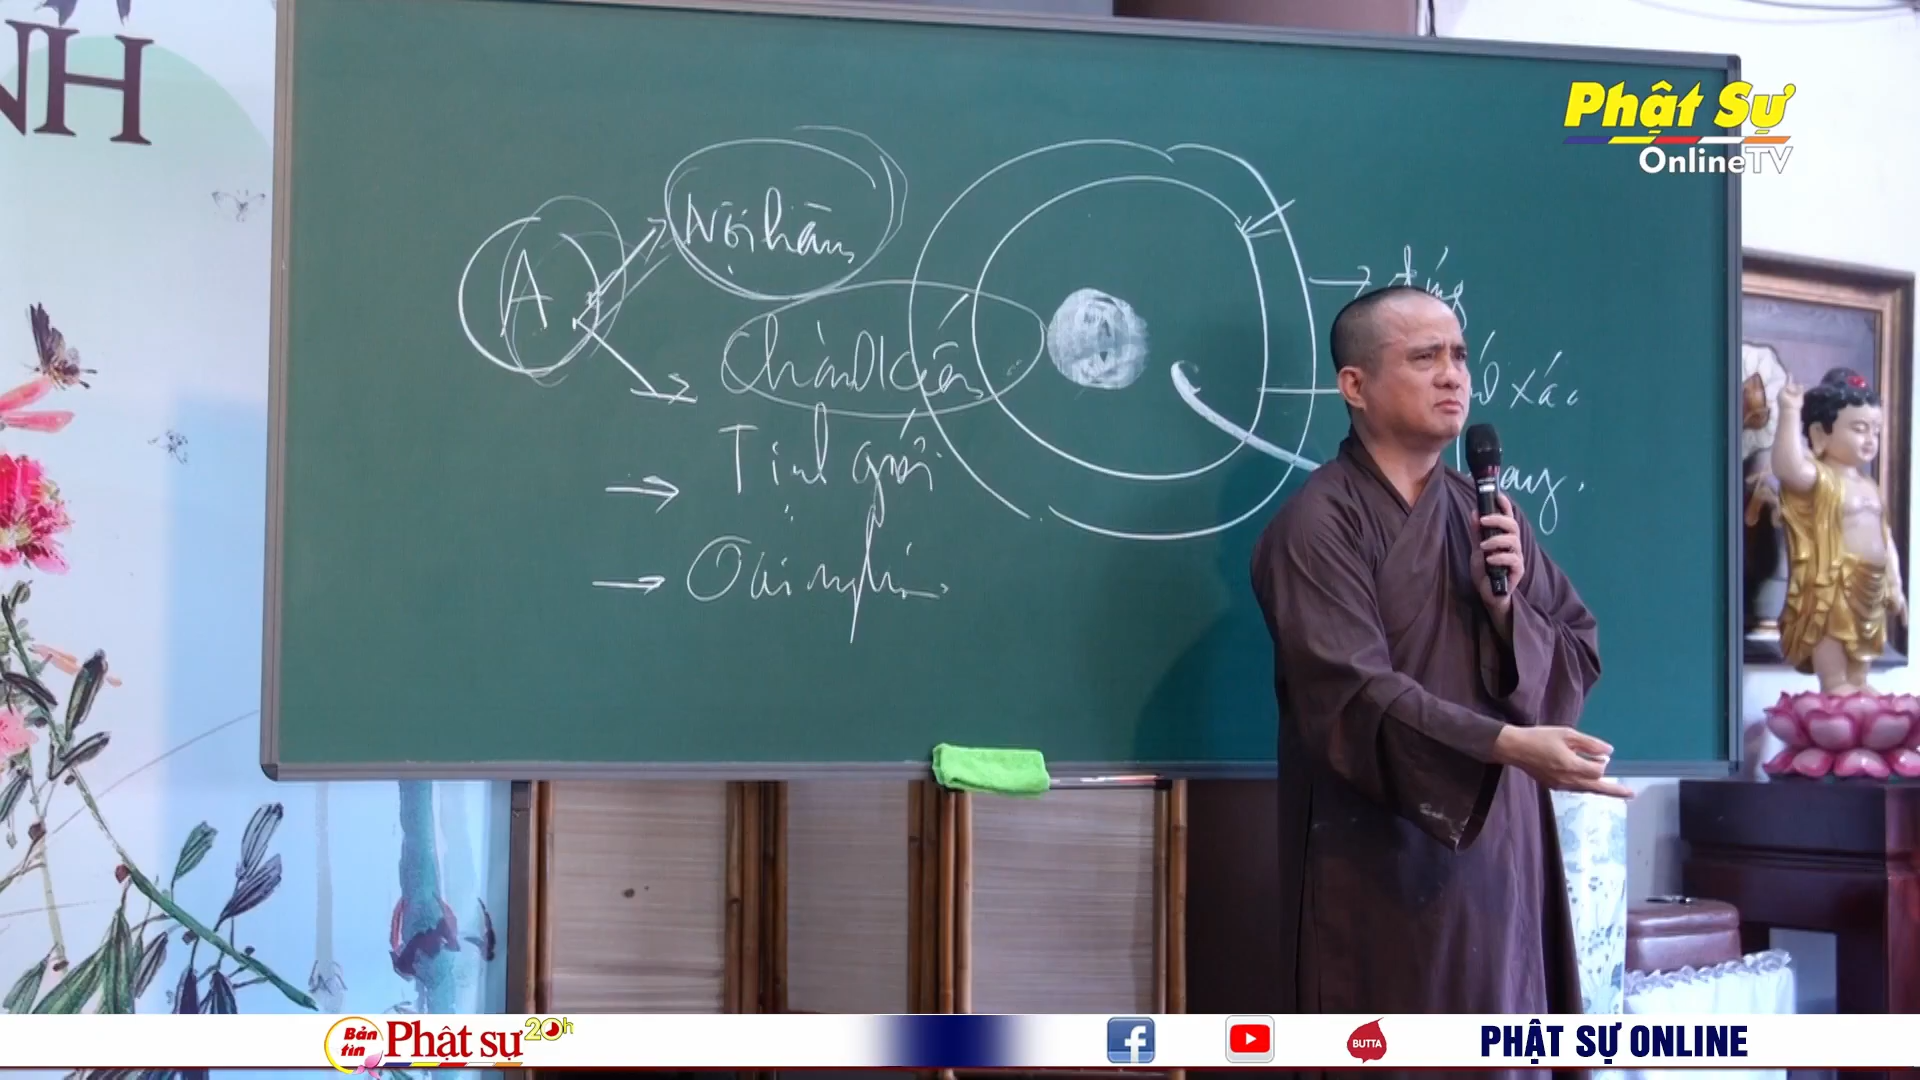 NH
Phật Sự
OnlineTV
A
Nội hàm
Chánh Kiến
Tịnh giới
Oai nghi
xác
Bản tin Phật sự 20h
BUTTA
PHẬT SỰ ONLINE